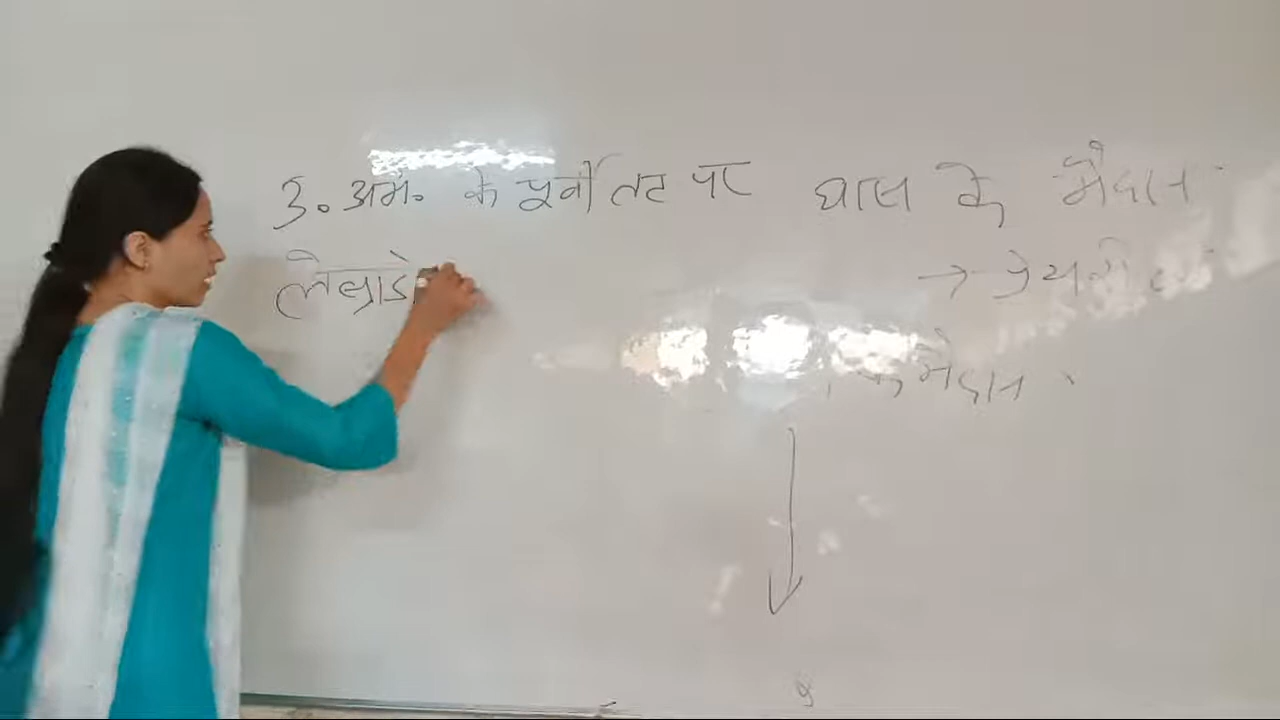 उ० अमे० के पूर्वी तट पर घास के मैदान
लेब्राडो
→ प्रेयरी
के मैदान